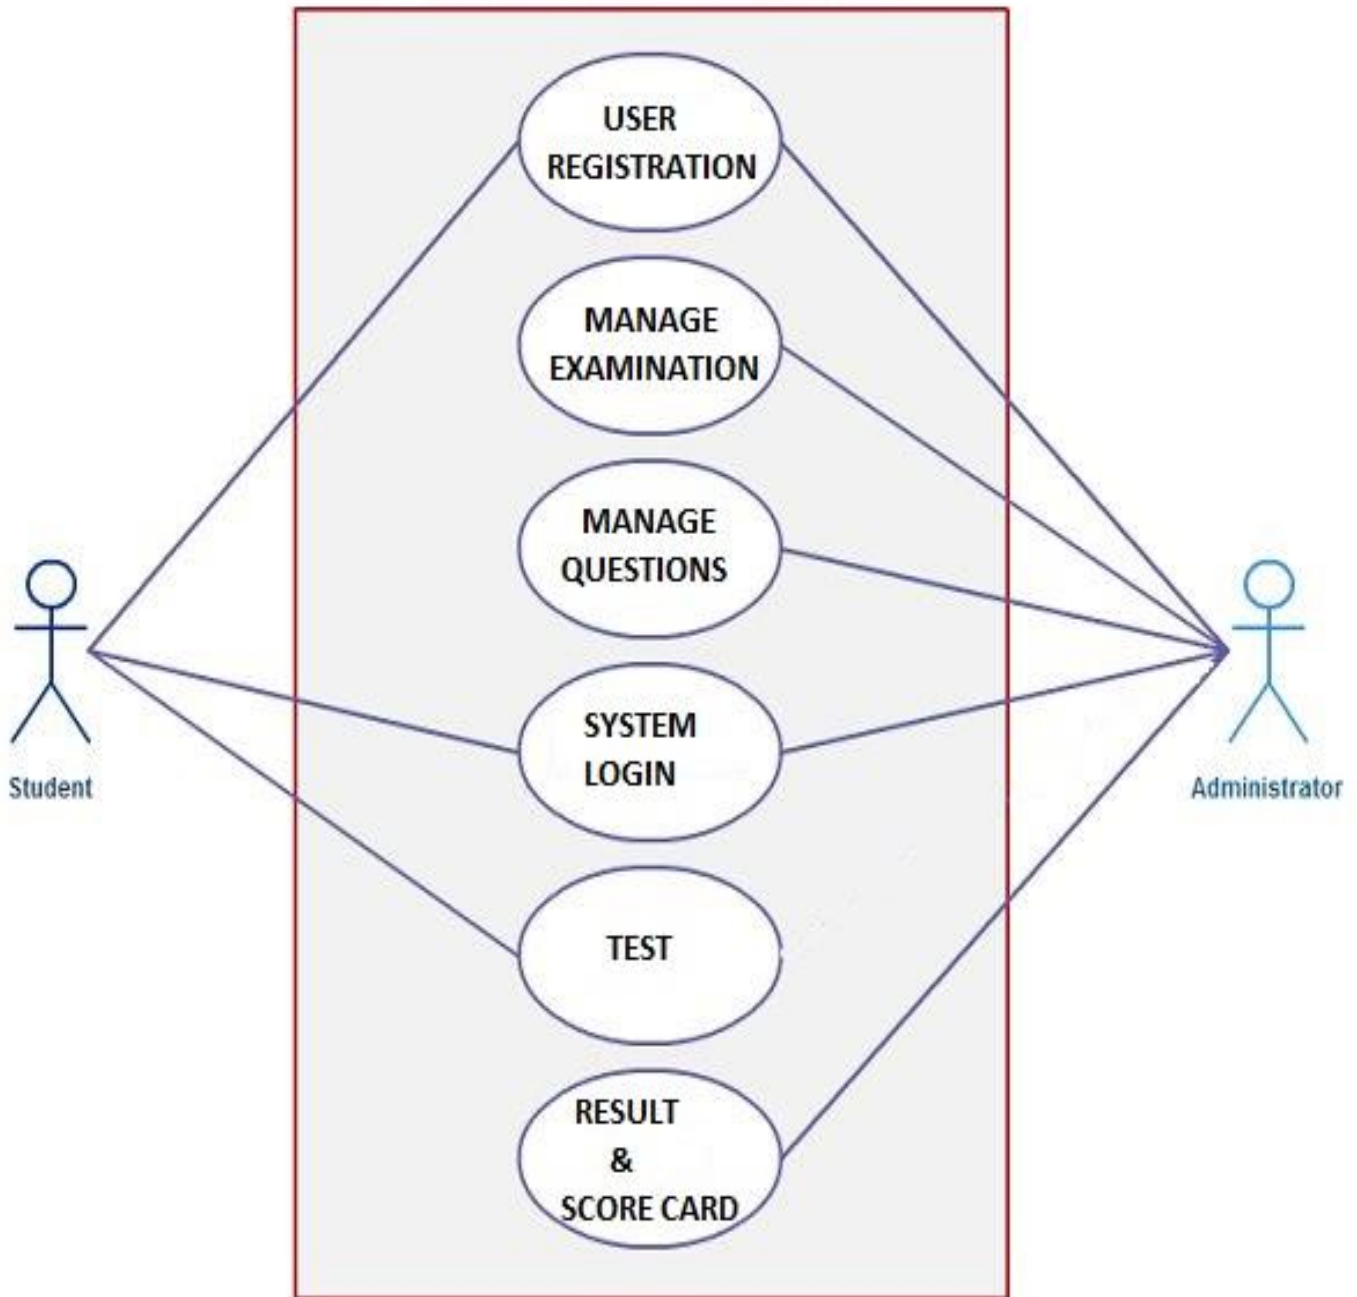 USER
REGISTRATION
MANAGE
EXAMINATION
MANAGE
QUESTIONS
SYSTEM
LOGIN
TEST
RESULT
&
SCORE CARD
Student
Administrator